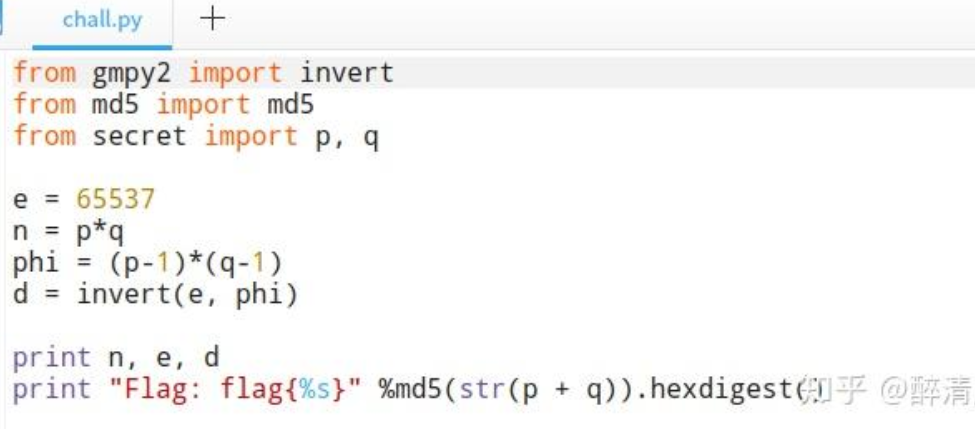 chall.py +
from gmpy2 import invert
from md5 import md5
from secret import p, q
e = 65537
n = p*q
phi = (p-1)*(q-1)
d = invert(e, phi)
print n, e, d
print "Flag: flag{%s}" %md5(str(p + q)).hexdigest()
知乎 @醉清